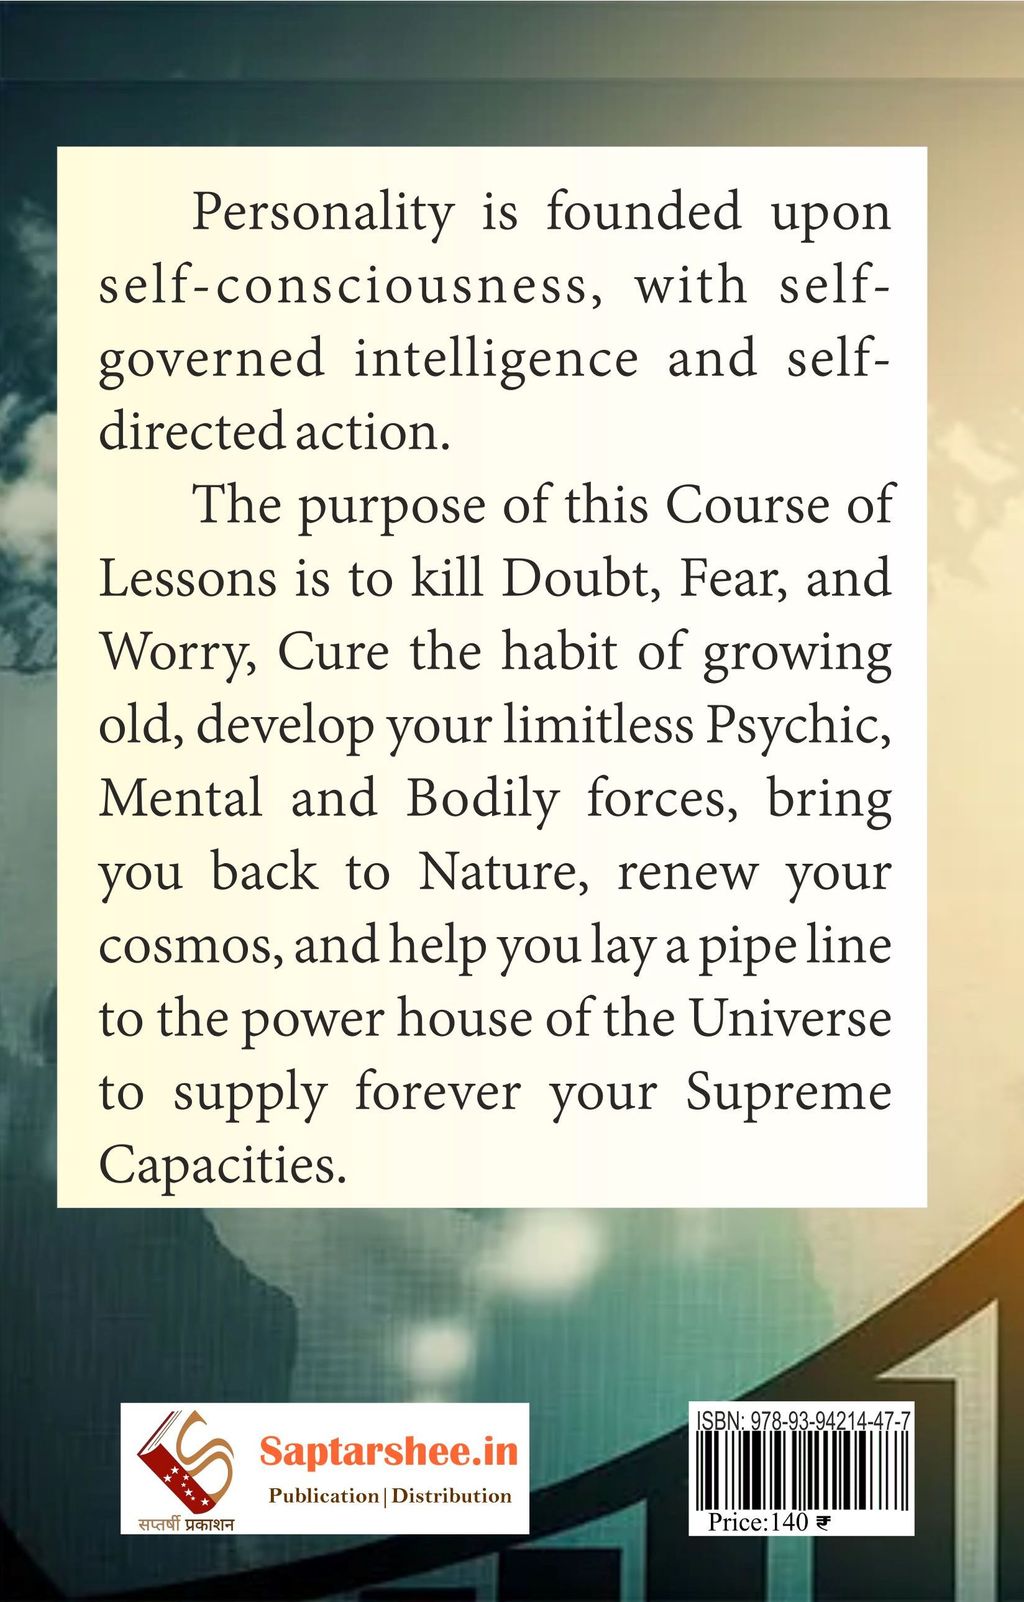 Personality is founded upon
self-consciousness, with self-
governed intelligence and self-
directed action.
The purpose of this Course of
Lessons is to kill Doubt, Fear, and
Worry, Cure the habit of growing
old, develop your limitless Psychic,
Mental and Bodily forces, bring
you back to Nature, renew your
cosmos, and help you lay a pipe line
to the power house of the Universe
to supply forever your Supreme
Capacities.
Saptarshee.in
Publication|Distribution
सप्तर्षी प्रकाशन
ISBN: 978-93-94214-47-7
Price:140 ₹